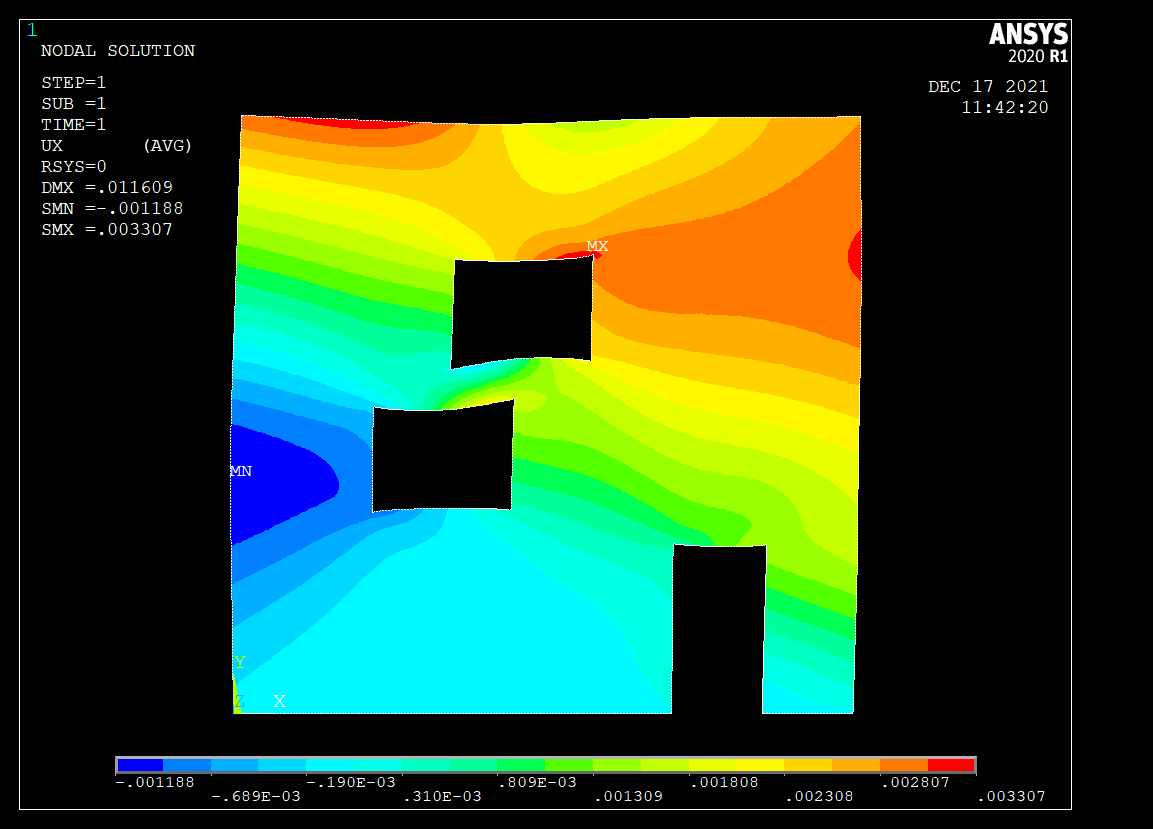 1
NODAL SOLUTION
STEP=1
SUB =1
TIME=1
UX (AVG)
RSYS=0
DMX =.011609
SMN =-.001188
SMX =.003307
ANSYS
2020 R1
DEC 17 2021
11:42:20
MX
MN
Y
Z X
-.001188 -.190E-03 .809E-03 .001808 .002807
-.689E-03 .310E-03 .001309 .002308 .003307